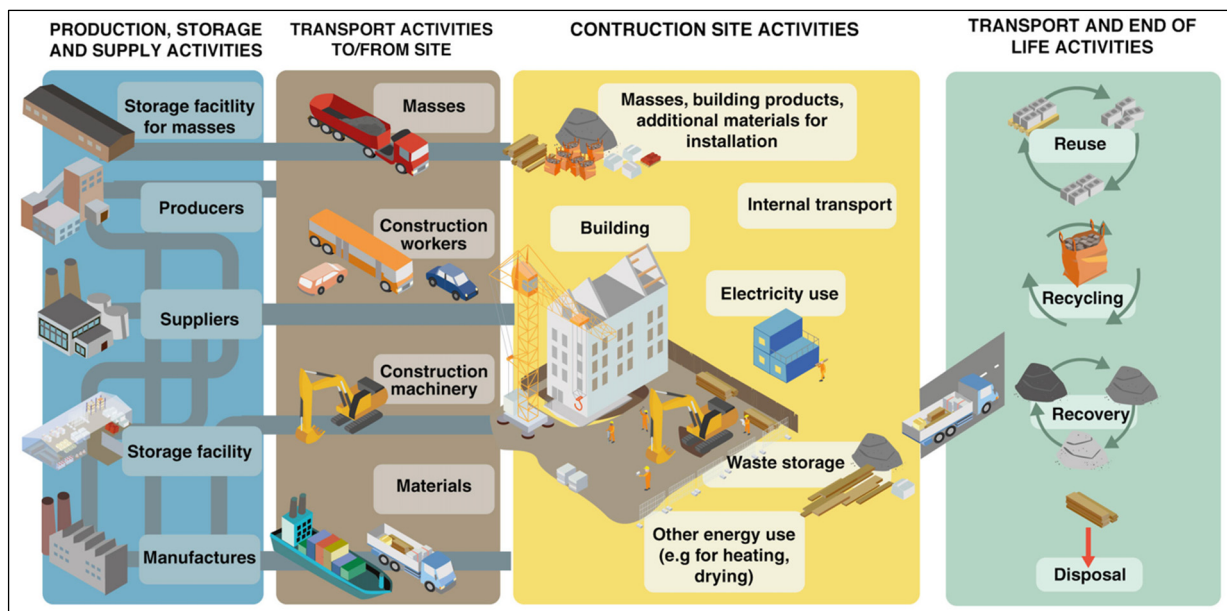 PRODUCTION, STORAGE
AND SUPPLY ACTIVITIES
Storage facitlity
for masses
Producers
Suppliers
Storage facility
Manufactures
TRANSPORT ACTIVITIES
TO/FROM SITE
Masses
Construction
workers
Construction
machinery
Materials
CONTRUCTION SITE ACTIVITIES
Masses, building products,
additional materials for
installation
Internal transport
Building
Electricity use
Waste storage
Other energy use
(e.g for heating,
drying)
TRANSPORT AND END OF
LIFE ACTIVITIES
Reuse
Recycling
Recovery
Disposal